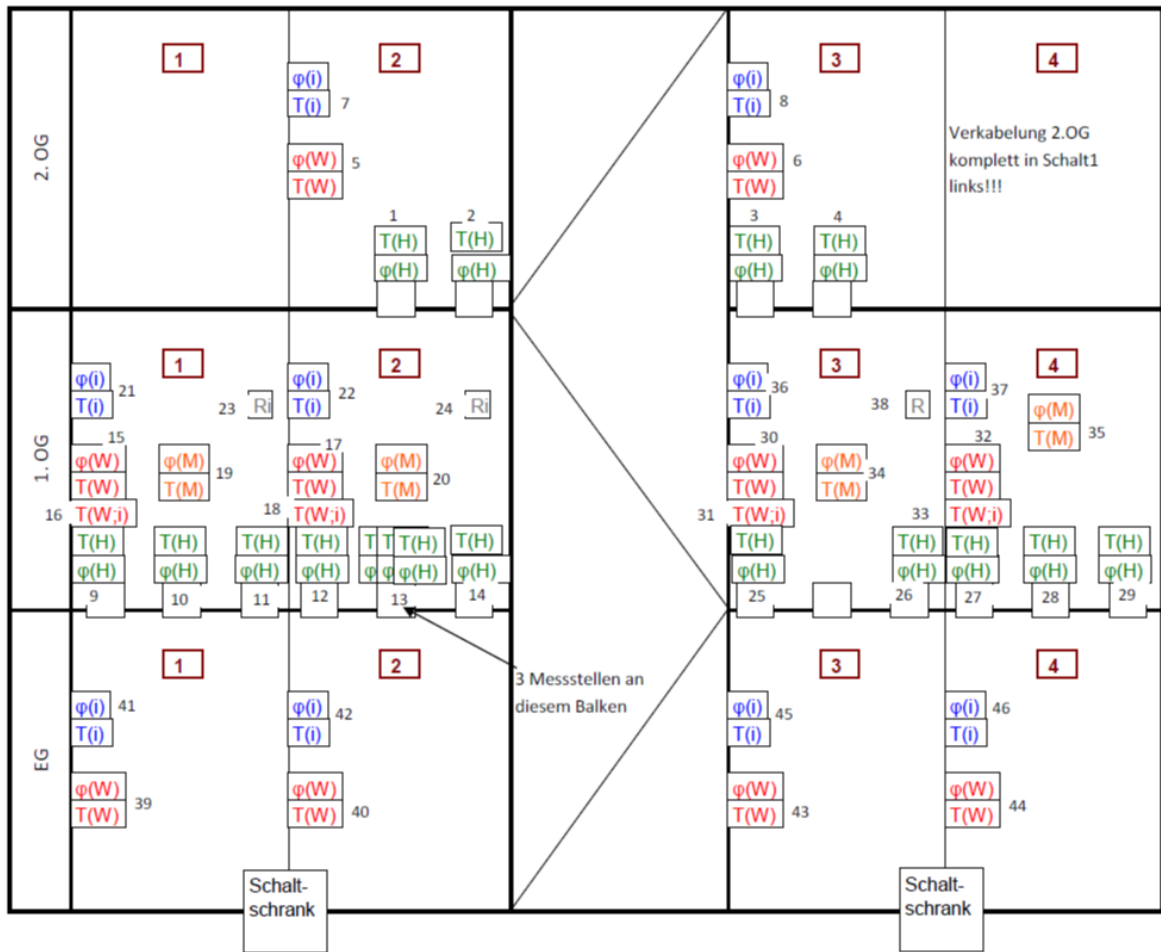 2. OG
1
2
φ(i)
T(i)
7
φ(W)
T(W)
5
1
T(H)
φ(H)
2
T(H)
φ(H)
3
φ(i)
T(i)
8
φ(W)
T(W)
6
3
T(H)
φ(H)
4
T(H)
φ(H)
4
Verkabelung 2.OG
komplett in Schalt1
links!!!
1. OG
1
φ(i)
T(i)
21
23
Ri
15
φ(W)
T(W)
16
T(W;i)
φ(M)
T(M)
19
T(H)
φ(H)
9
T(H)
φ(H)
10
T(H)
φ(H)
11
2
φ(i)
T(i)
22
24
Ri
17
φ(W)
T(W)
18
T(W;i)
φ(M)
T(M)
20
T(H)
φ(H)
12
T
φ
T
φ
T(H)
φ(H)
13
T(H)
φ(H)
14
3
φ(i)
T(i)
36
38
R
30
φ(W)
T(W)
31
T(W;i)
φ(M)
T(M)
34
T(H)
φ(H)
25
33
T(H)
φ(H)
26
4
φ(i)
T(i)
37
φ(M)
T(M)
35
32
φ(W)
T(W)
T(W;i)
T(H)
φ(H)
27
T(H)
φ(H)
28
T(H)
φ(H)
29
3 Messstellen an
diesem Balken
EG
1
φ(i)
T(i)
41
φ(W)
T(W)
39
2
φ(i)
T(i)
42
φ(W)
T(W)
40
3
φ(i)
T(i)
45
φ(W)
T(W)
43
4
φ(i)
T(i)
46
φ(W)
T(W)
44
Schalt-
schrank
Schalt-
schrank